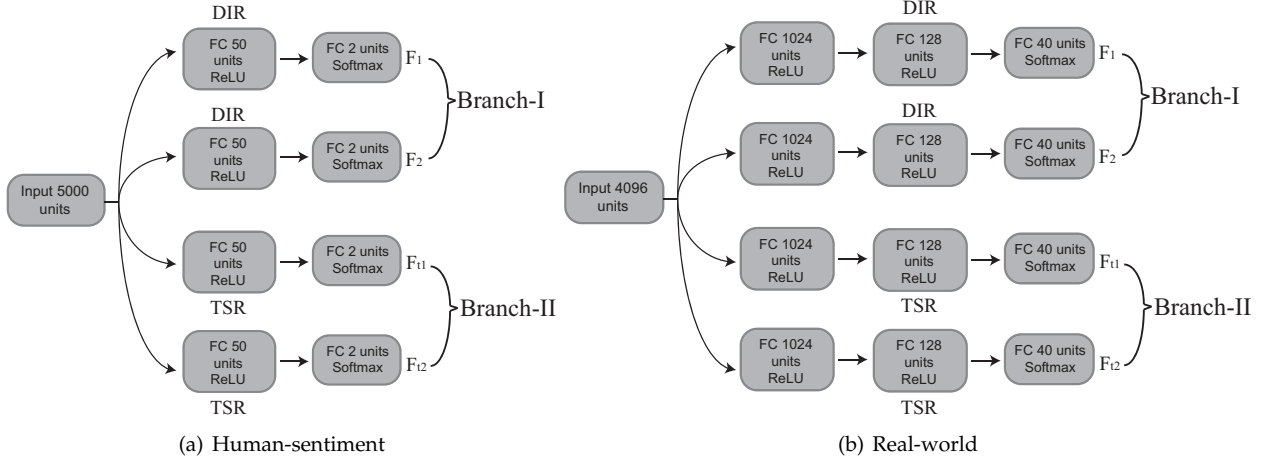 DIR
FC 50
units
ReLU
FC 2 units
Softmax
F1
DIR
FC 50
units
ReLU
FC 2 units
Softmax
F2
Branch-I
Input 5000
units
FC 50
units
ReLU
TSR
FC 2 units
Softmax
Ft1
FC 50
units
ReLU
TSR
FC 2 units
Softmax
Ft2
Branch-II
(a) Human-sentiment
DIR
FC 1024
units
ReLU
FC 128
units
ReLU
FC 40 units
Softmax
F1
DIR
FC 1024
units
ReLU
FC 128
units
ReLU
FC 40 units
Softmax
F2
Branch-I
Input 4096
units
FC 1024
units
ReLU
FC 128
units
ReLU
TSR
FC 40 units
Softmax
Ft1
FC 1024
units
ReLU
FC 128
units
ReLU
TSR
FC 40 units
Softmax
Ft2
Branch-II
(b) Real-world